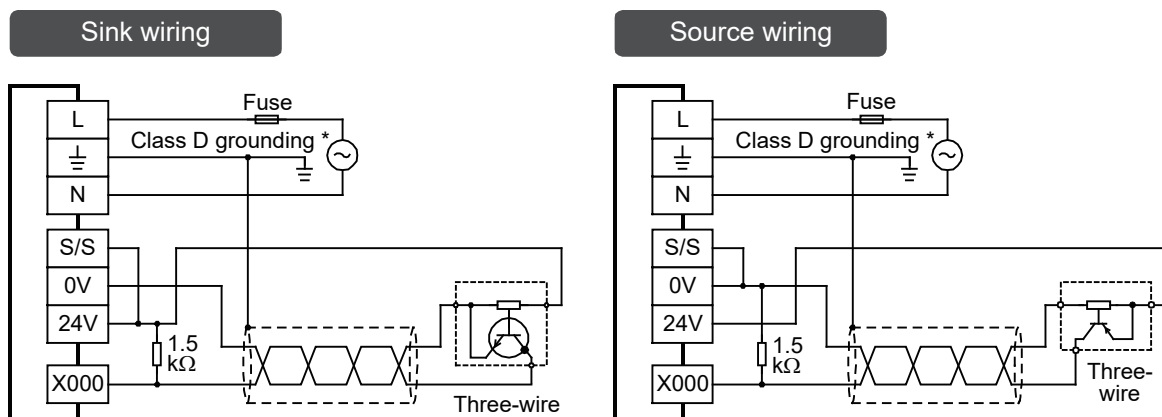 Sink wiring
L
Fuse
Class D grounding *
N
S/S
0V
24V
1.5
kΩ
X000
Three-wire
Source wiring
L
Fuse
Class D grounding *
N
S/S
0V
24V
1.5
kΩ
X000
Three-
wire